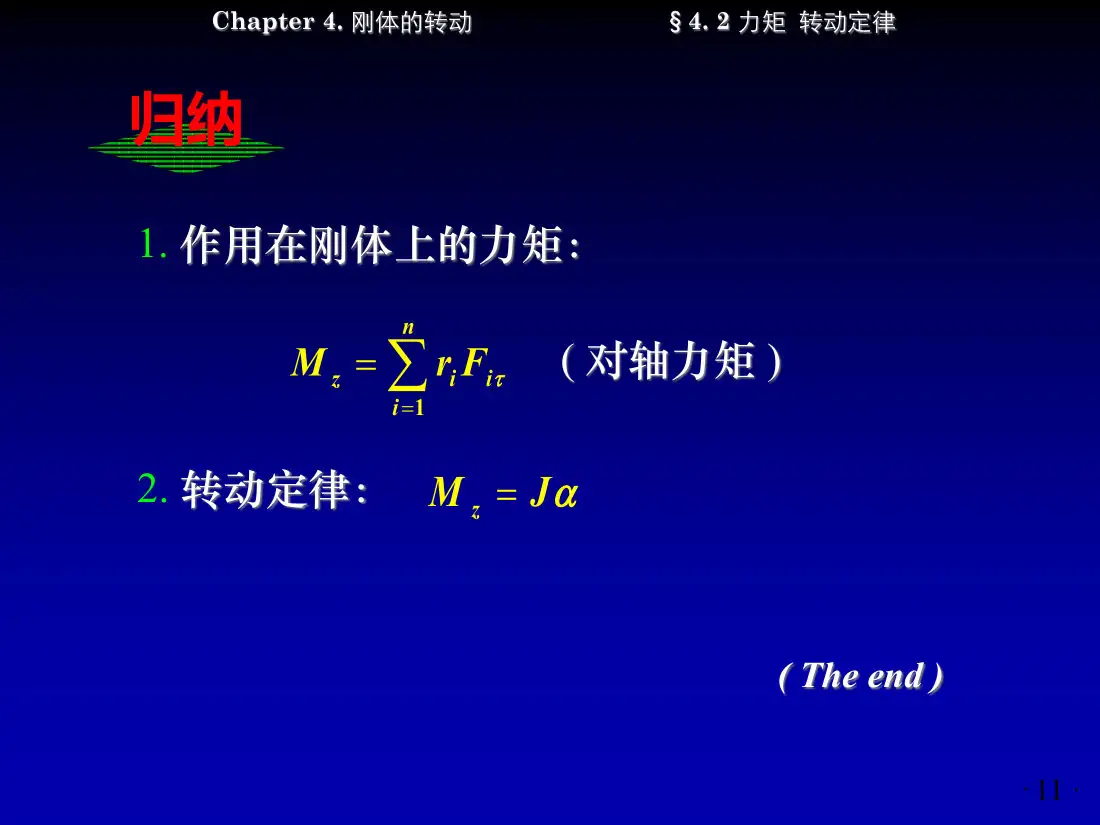 Chapter 4. 刚体的转动 §4. 2 力矩 转动定律
归纳
1. 作用在刚体上的力�：
M_z = \sum_{i=1}^{n} r_i F_{iτ} ( 对轴力矩 )
2. 转动定律： M_z = Jα
( The end )
· 11 ·